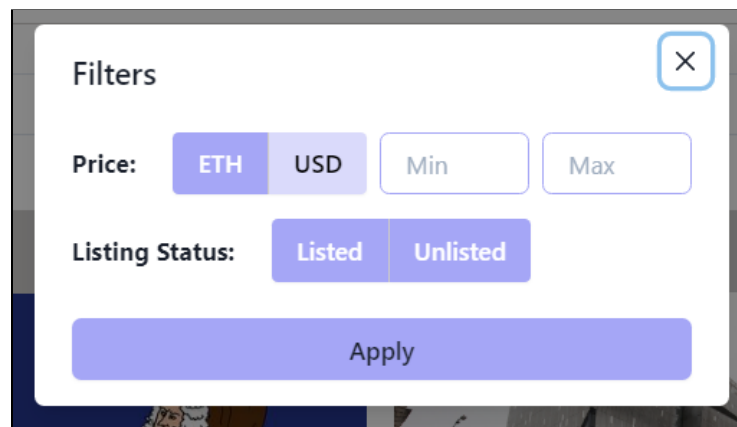 Filters
Price: ETH USD Min Max
Listing Status: Listed Unlisted
Apply